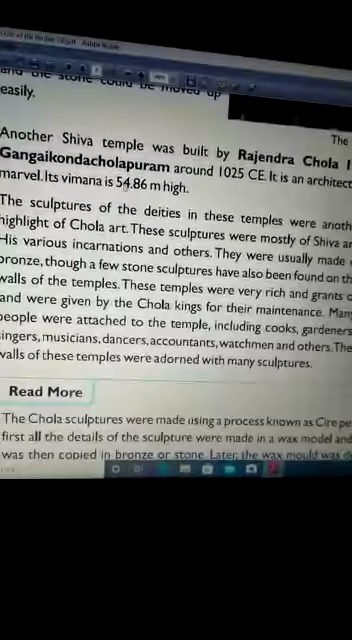 and the stone could be moved up
easily.
The
Another Shiva temple was built by Rajendra Chola I
Gangaikondacholapuram around 1025 CE. It is an architect
marvel. Its vimana is 54.86 m high.
The sculptures of the deities in these temples were anoth
highlight of Chola art. These sculptures were mostly of Shiva an
His various incarnations and others. They were usually made
bronze, though a few stone sculptures have also been found on th
walls of the temples. These temples were very rich and grants o
and were given by the Chola kings for their maintenance. Many
people were attached to the temple, including cooks, gardeners
singers, musicians, dancers, accountants, watchmen and others. The
walls of these temples were adorned with many sculptures.
Read More
The Chola sculptures were made using a process known as Cire pe
first all the details of the sculpture were made in a wax model and
was then copied in bronze or stone. Later, the wax mould was